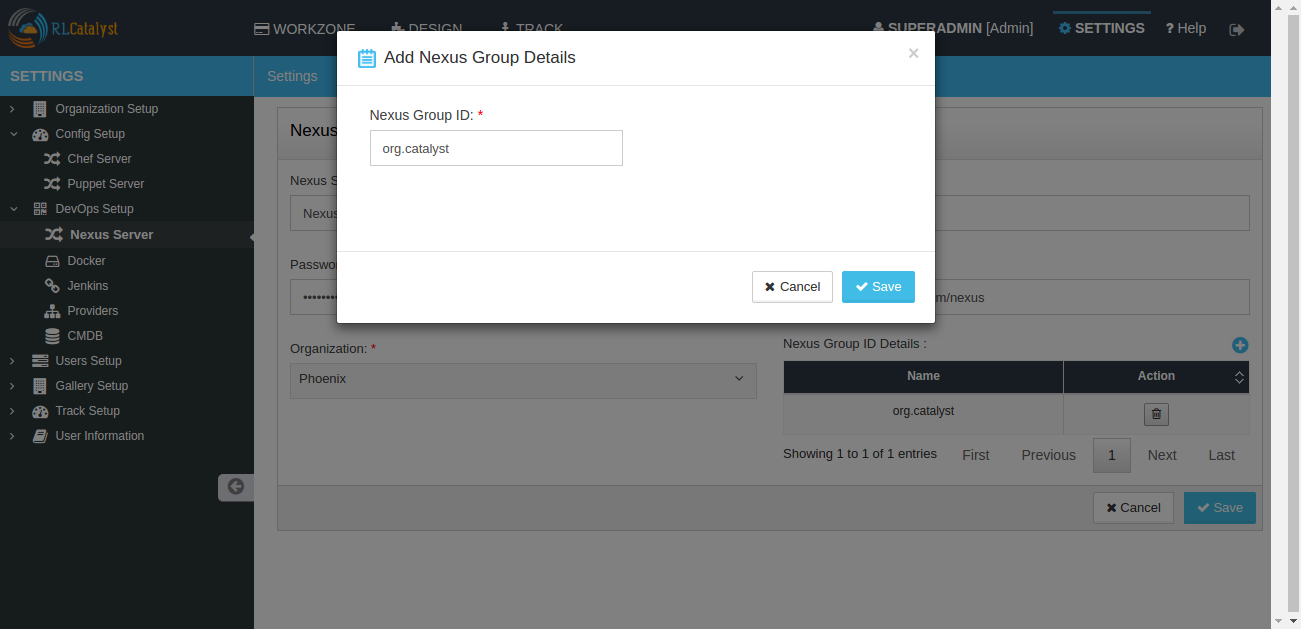 RLCatalyst
WORKZONE
DESIGN
TRACK
SUPERADMIN [Admin]
SETTINGS
? Help
SETTINGS
Settings
Organization Setup
Config Setup
Chef Server
Puppet Server
DevOps Setup
Nexus Server
Docker
Jenkins
Providers
CMDB
Users Setup
Gallery Setup
Track Setup
User Information
Add Nexus Group Details
×
Nexus Group ID: *
org.catalyst
Cancel
Save
Nexus
Nexus S
Nexus
Passwor
m/nexus
Organization: *
Phoenix
Nexus Group ID Details :
Name Action
org.catalyst
Showing 1 to 1 of 1 entries First Previous 1 Next Last
Cancel Save